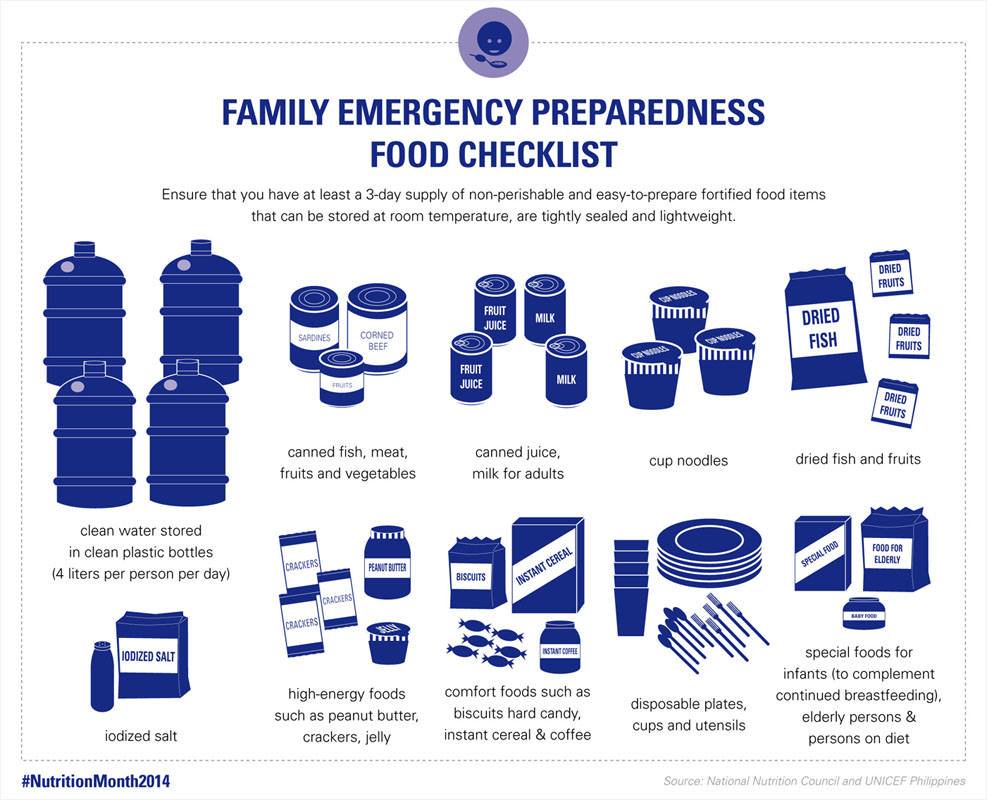 FAMILY EMERGENCY PREPAREDNESS
FOOD CHECKLIST
Ensure that you have at least a 3-day supply of non-perishable and easy-to-prepare fortified food items
that can be stored at room temperature, are tightly sealed and lightweight.
clean water stored
in clean plastic bottles
(4 liters per person per day)
SARDINES
CORNED
BEEF
FRUITS
canned fish, meat,
fruits and vegetables
FRUIT
JUICE
MILK
FRUIT
JUICE
MILK
canned juice,
milk for adults
CUP NOODLES
CUP NOODLES
CUP NOODLES
cup noodles
DRIED
FISH
DRIED
FRUITS
DRIED
FRUITS
DRIED
FRUITS
dried fish and fruits
IODIZED SALT
iodized salt
CRACKERS
CRACKERS
CRACKERS
PEANUT BUTTER
JELLY
high-energy foods
such as peanut butter,
crackers, jelly
BISCUITS
INSTANT CEREAL
INSTANT COFFEE
comfort foods such as
biscuits hard candy,
instant cereal & coffee
disposable plates,
cups and utensils
SPECIAL FOOD
FOOD FOR
ELDERLY
BABY FOOD
special foods for
infants (to complement
continued breastfeeding),
elderly persons &
persons on diet
#NutritionMonth2014
Source: National Nutrition Council and UNICEF Philippines